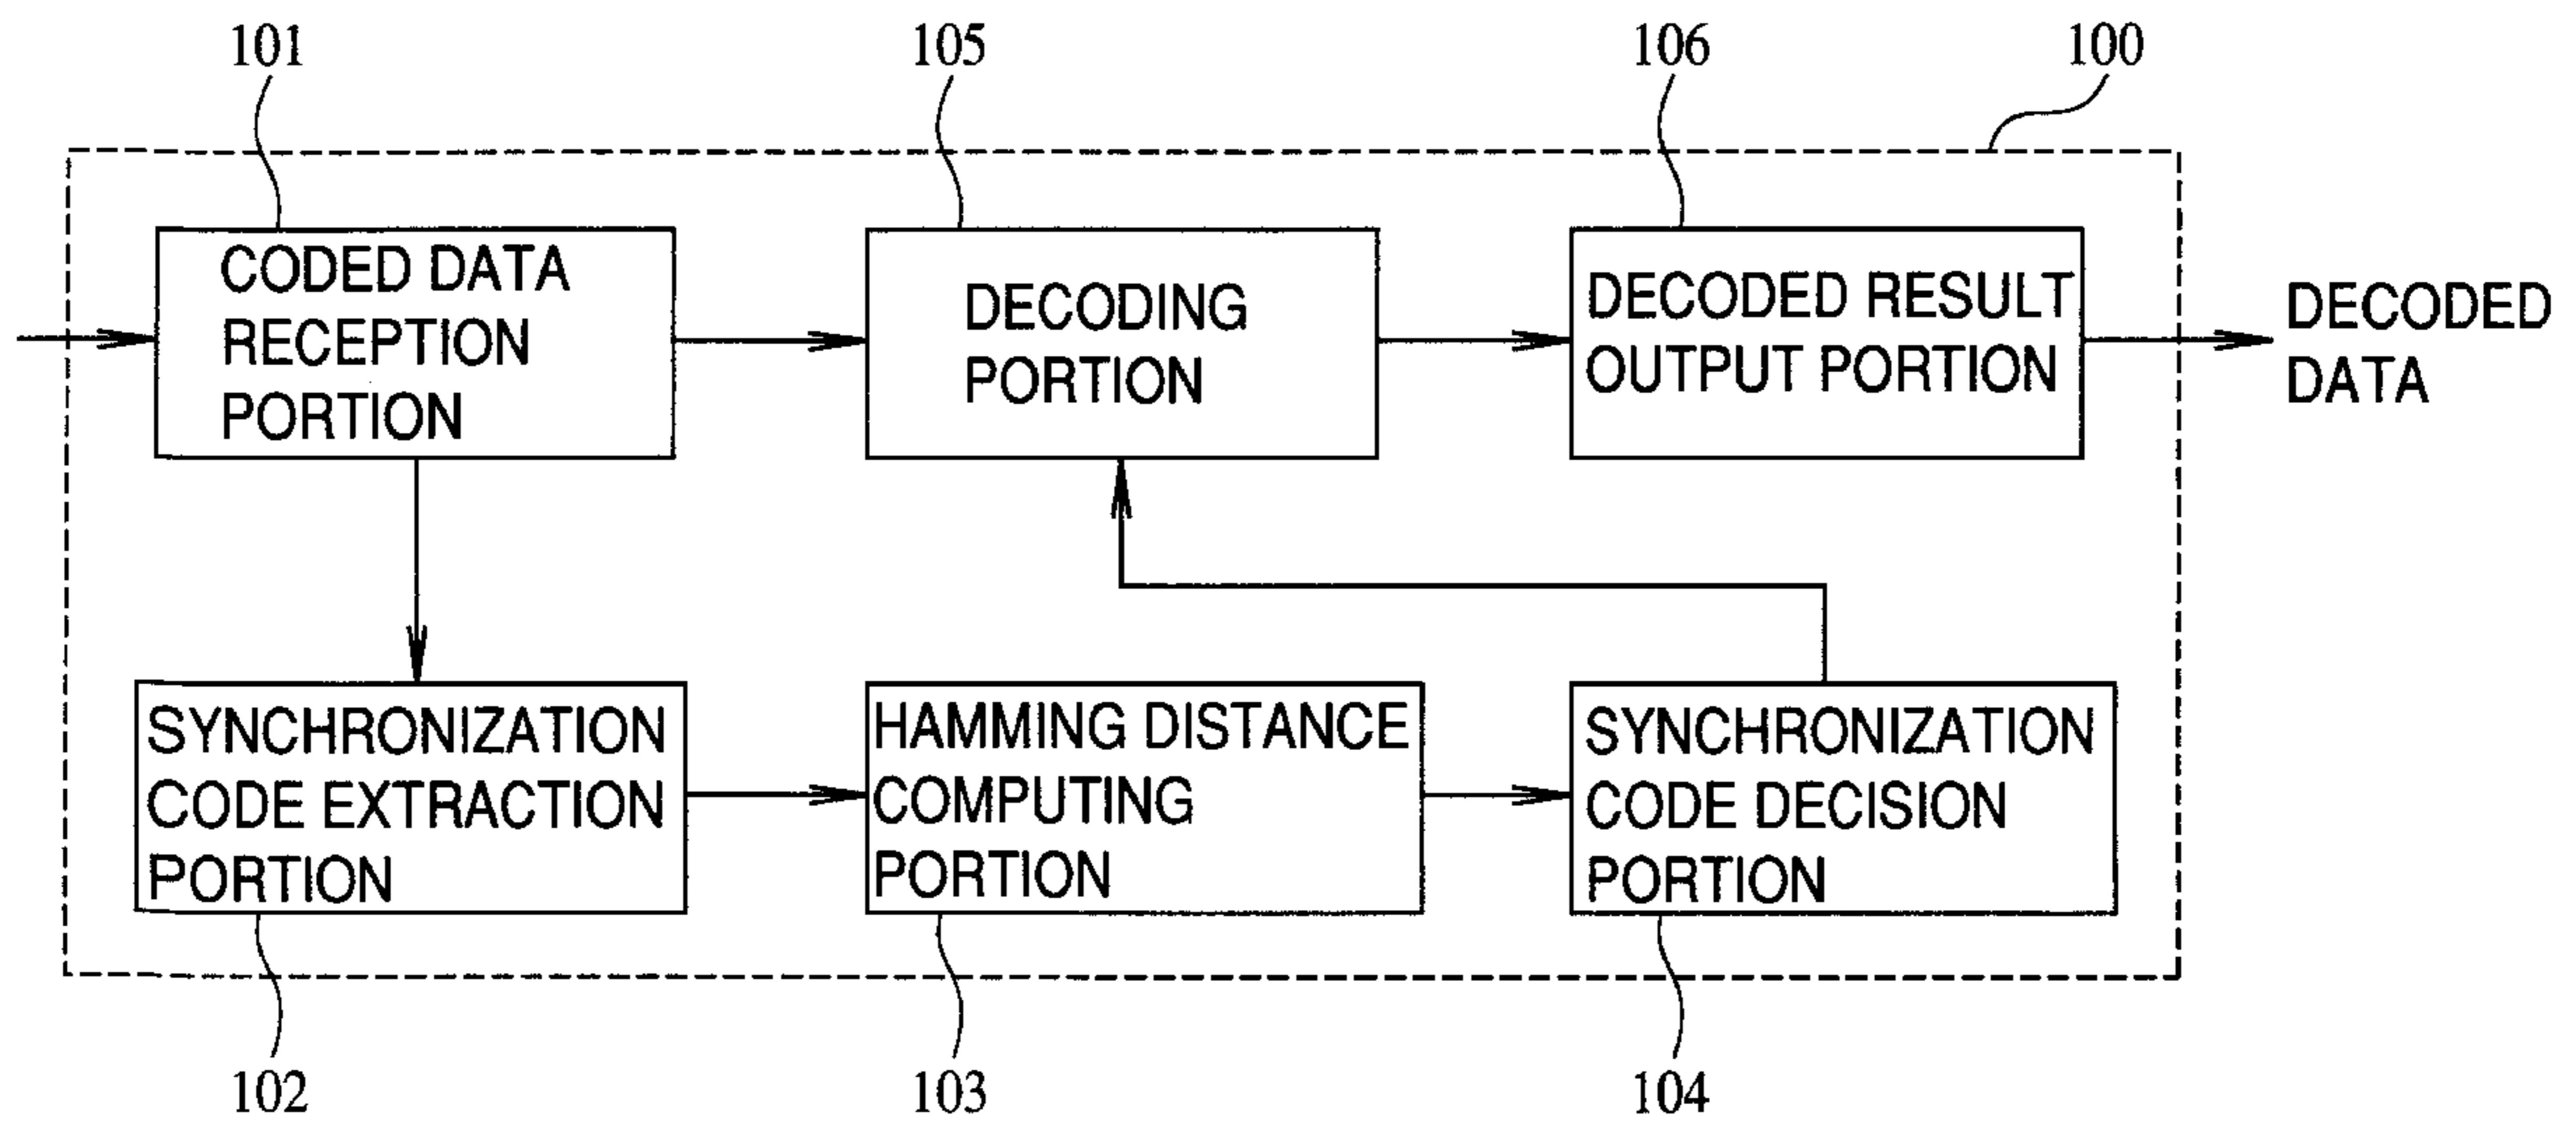 101
105
106
100
CODED DATA
RECEPTION
PORTION
DECODING
PORTION
DECODED RESULT
OUTPUT PORTION
DECODED
DATA
SYNCHRONIZATION
CODE EXTRACTION
PORTION
HAMMING DISTANCE
COMPUTING
PORTION
SYNCHRONIZATION
CODE DECISION
PORTION
102
103
104